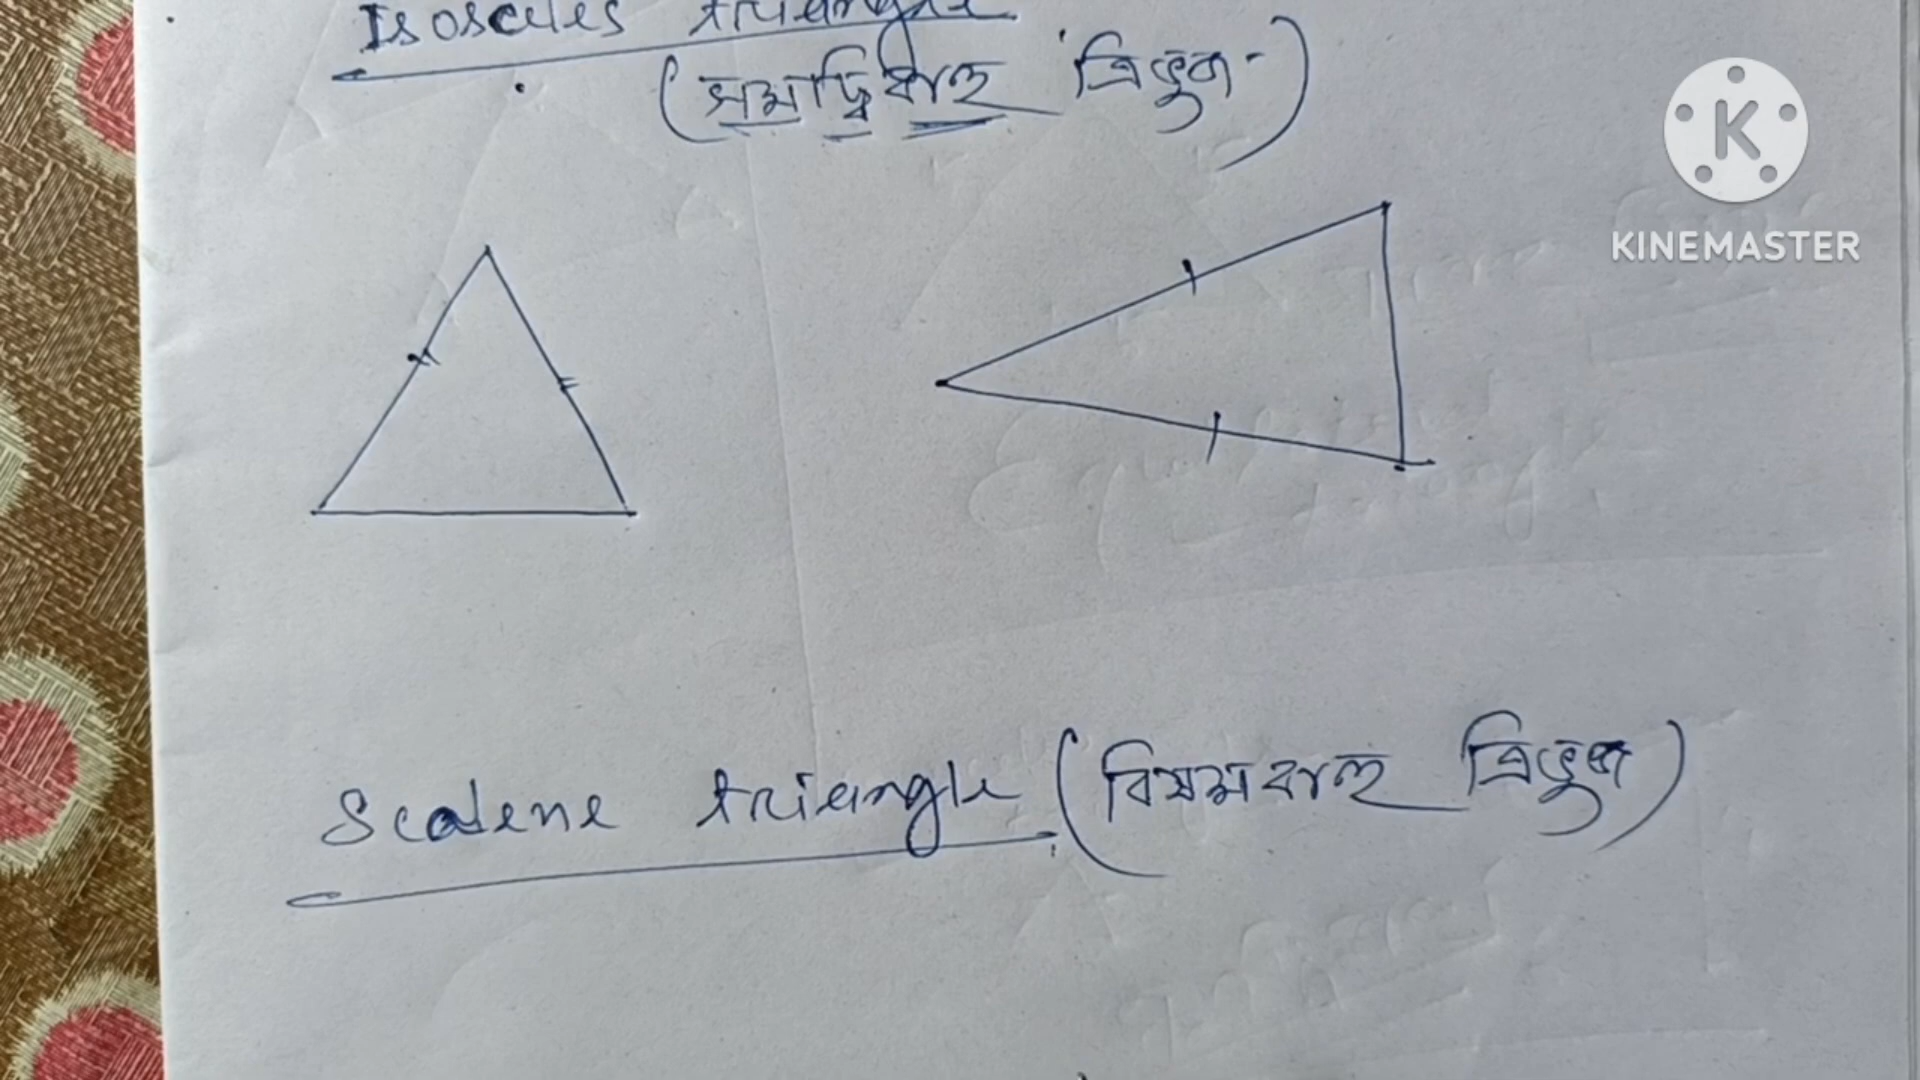 Isosceles triangle
(সমদ্বিবাহু ত্রিভুজ)
K
KINEMASTER
Scalene triangle (বিষমবাহু ত্রিভুজ)